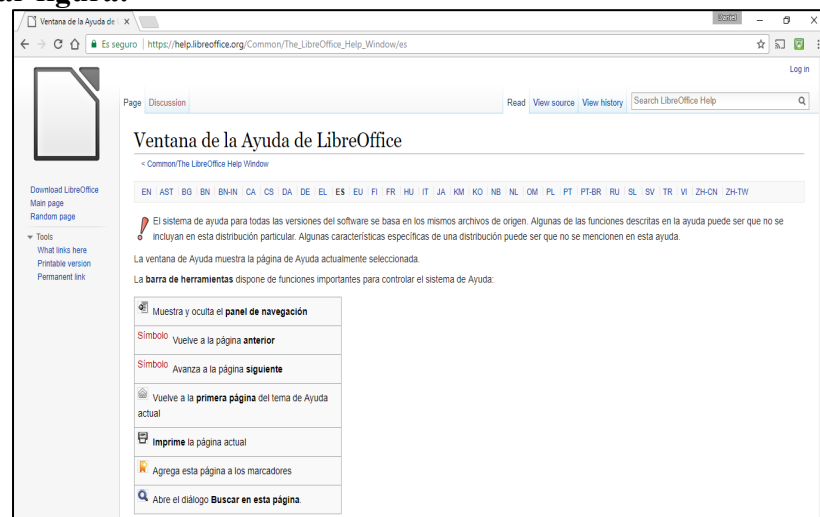 Ventana de la Ayuda de
Daniel
Es seguro https://help.libreoffice.org/Common/The_LibreOffice_Help_Window/es
Log in
Page Discussion Read View source View history Search LibreOffice Help
Ventana de la Ayuda de LibreOffice
< Common/The LibreOffice Help Window
Download LibreOffice
Main page
Random page
Tools
What links here
Printable version
Permanent link
EN AST BG BN BN-IN CA CS DA DE EL ES EU FI FR HU IT JA KM KO NB NL OM PL PT PT-BR RU SL SV TR VI ZH-CN ZH-TW
El sistema de ayuda para todas las versiones del software se basa en los mismos archivos de origen. Algunas de las funciones descritas en la ayuda puede ser que no se
incluyan en esta distribución particular. Algunas características específicas de una distribución puede ser que no se mencionen en esta ayuda.
La ventana de Ayuda muestra la página de Ayuda actualmente seleccionada.
La barra de herramientas dispone de funciones importantes para controlar el sistema de Ayuda:
Muestra y oculta el panel de navegación
Símbolo Vuelve a la página anterior
Símbolo Avanza a la página siguiente
Vuelve a la primera página del tema de Ayuda
actual
Imprime la página actual
Agrega esta página a los marcadores
Abre el diálogo Buscar en esta página.